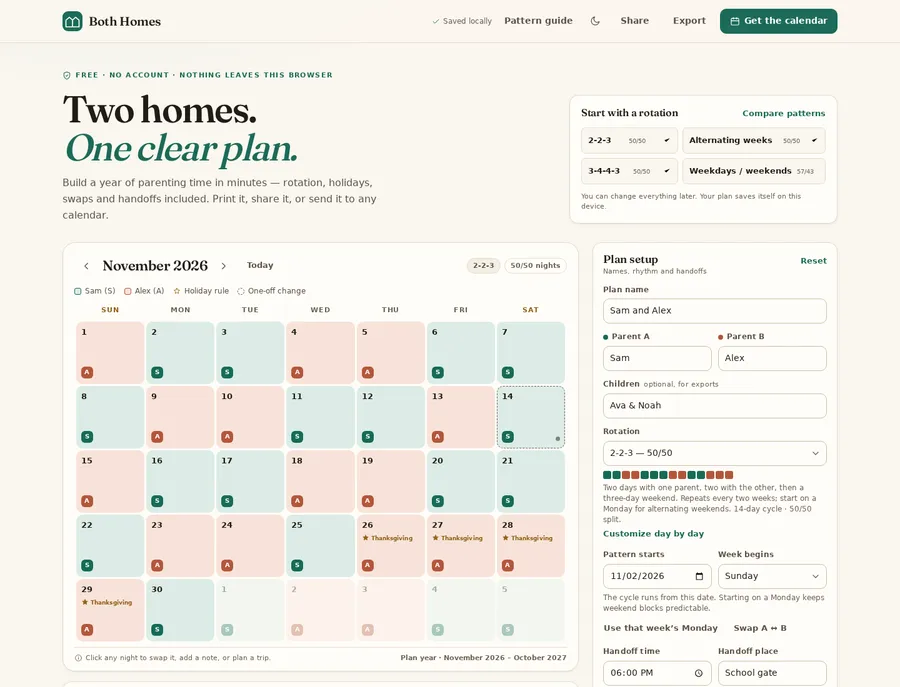 Both Homes
Saved locally
Pattern guide
Share
Export
Get the calendar
FREE · NO ACCOUNT · NOTHING LEAVES THIS BROWSER
Two homes.
One clear plan.
Build a year of parenting time in minutes — rotation, holidays,
swaps and handoffs included. Print it, share it, or send it to any
calendar.
Start with a rotation
Compare patterns
2-2-3 50/50
Alternating weeks 50/50
3-4-4-3 50/50
Weekdays / weekends 57/43
You can change everything later. Your plan saves itself on this
device.
November 2026
Today
2-2-3
50/50 nights
Sam (S)
Alex (A)
Holiday rule
One-off change
SUN MON TUE WED THU FRI SAT
1 2 3 4 5 6 7
A S S A A S S
8 9 10 11 12 13 14
S A A S S A S
15 16 17 18 19 20 21
A S S A A S S
22 23 24 25 26 27 28
Thanksgiving Thanksgiving Thanksgiving
S A A S A A A
29 30 1 2 3 4 5
Thanksgiving
A S S A A S S
Click any night to swap it, add a note, or plan a trip.
Plan year · November 2026 – October 2027
Plan setup
Reset
Names, rhythm and handoffs
Plan name
Sam and Alex
Parent A
Parent B
Sam
Alex
Children optional, for exports
Ava & Noah
Rotation
2-2-3 — 50/50
Two days with one parent, two with the other, then a
three-day weekend. Repeats every two weeks; start on a
Monday for alternating weekends. 14-day cycle · 50/50
split.
Customize day by day
Pattern starts
Week begins
11/02/2026
Sunday
The cycle runs from this date. Starting on a Monday keeps
weekend blocks predictable.
Use that week's Monday
Swap A ↔ B
Handoff time
Handoff place
06:00 PM
School gate